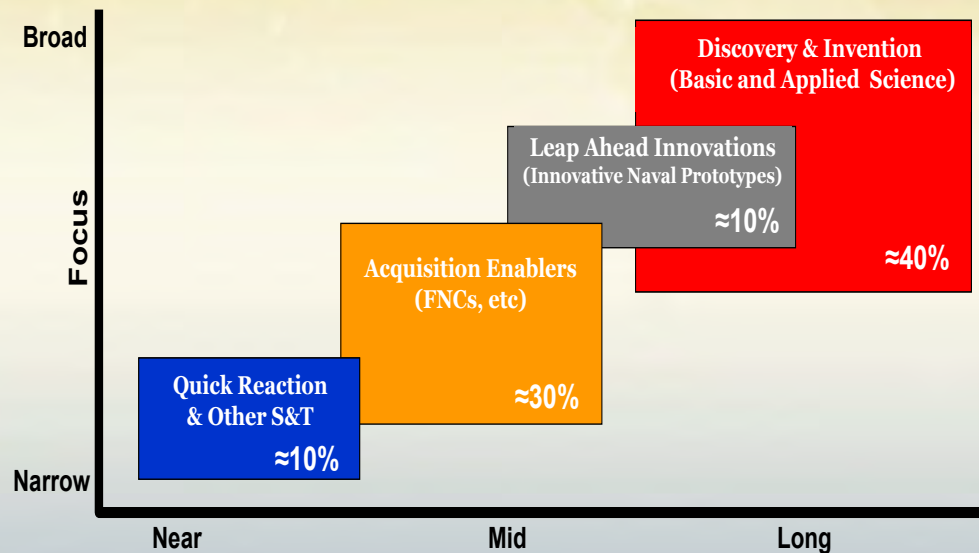 Broad
Discovery & Invention
(Basic and Applied Science)
Leap Ahead Innovations
(Innovative Naval Prototypes)
≈10%
≈40%
Focus
Acquisition Enablers
(FNCs, etc)
≈30%
Quick Reaction
& Other S&T
≈10%
Narrow
Near
Mid
Long